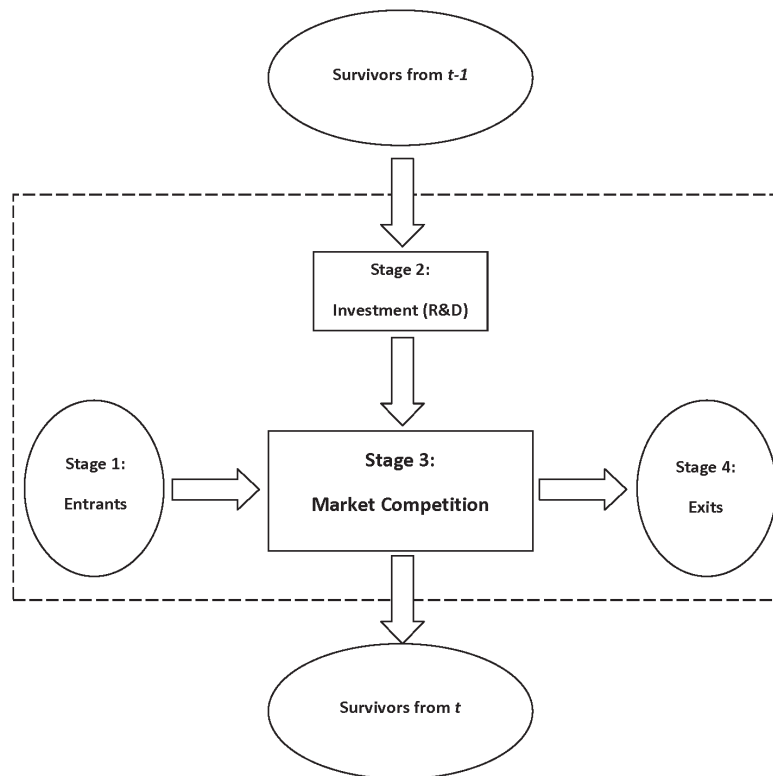 Survivors from t-1
Stage 2:
Investment (R&D)
Stage 1:
Entrants
Stage 3:
Market Competition
Stage 4:
Exits
Survivors from t